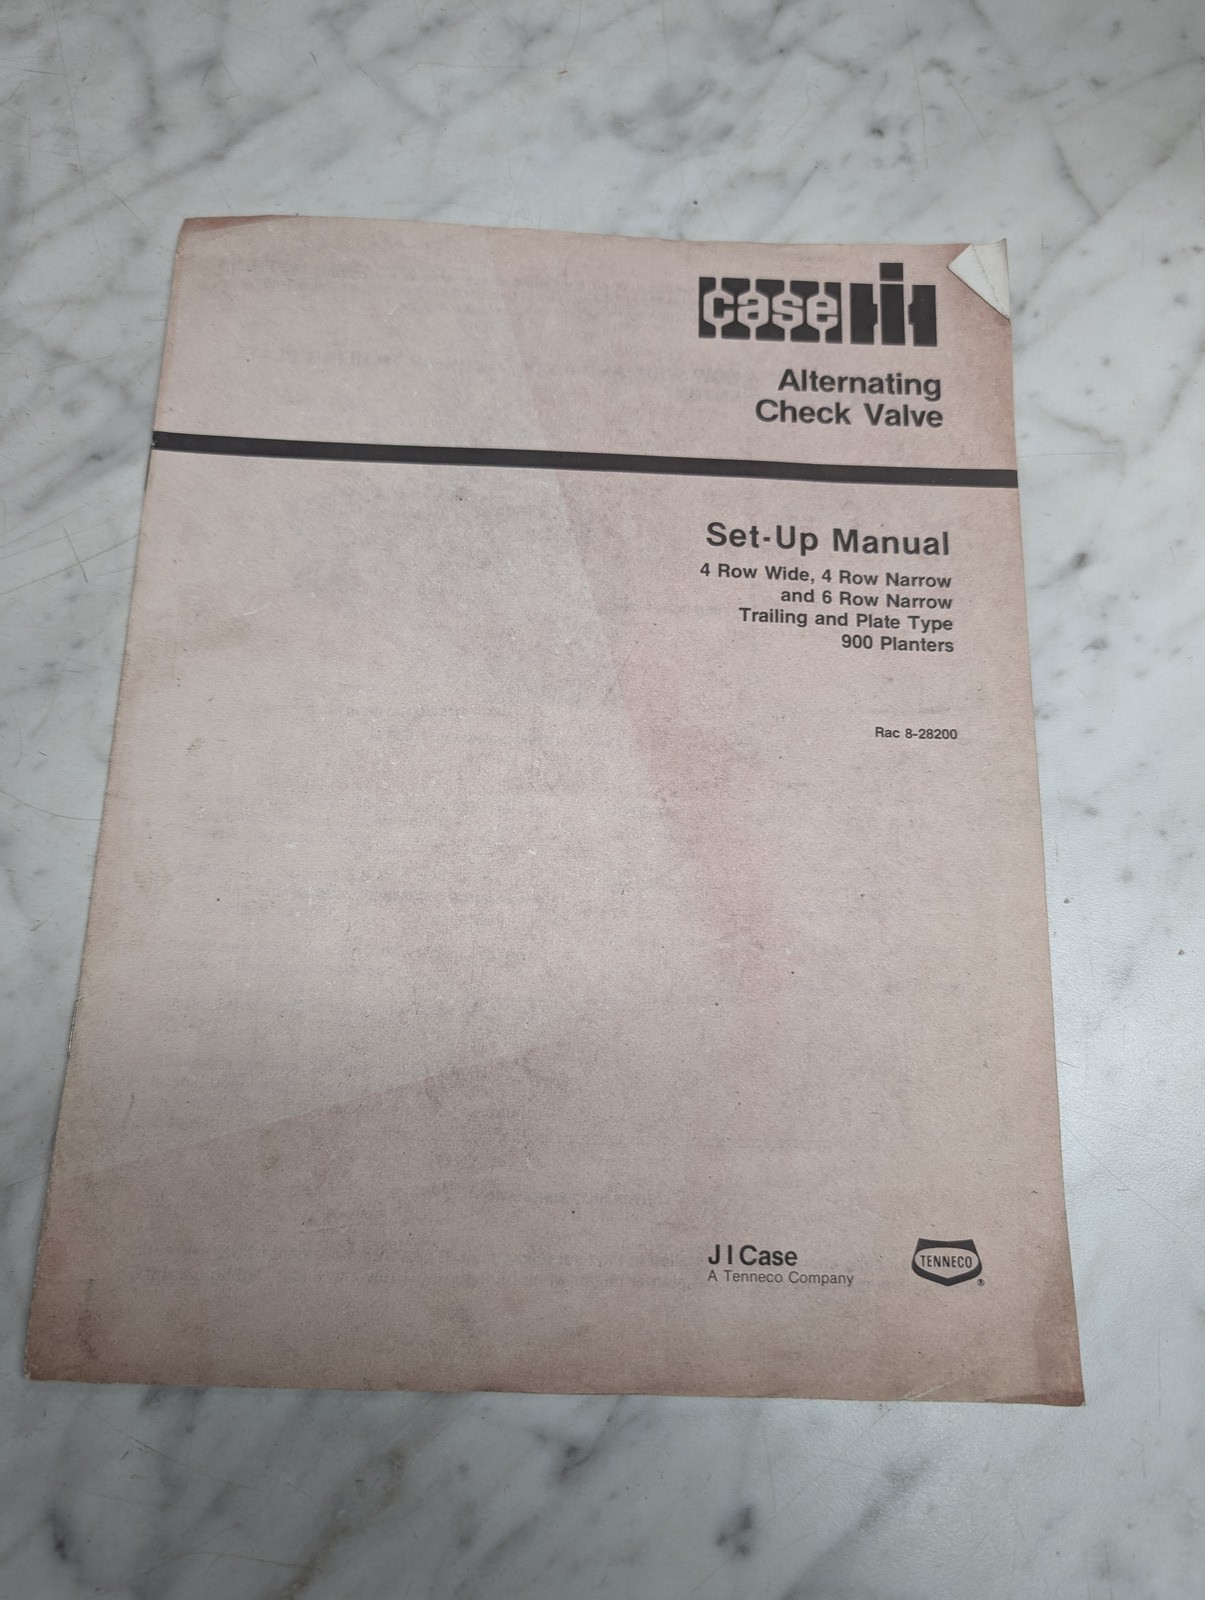 case IH
Alternating
Check Valve
Set-Up Manual
4 Row Wide, 4 Row Narrow
and 6 Row Narrow
Trailing and Plate Type
900 Planters
Rac 8-28200
J I Case
A Tenneco Company
TENNECO
®